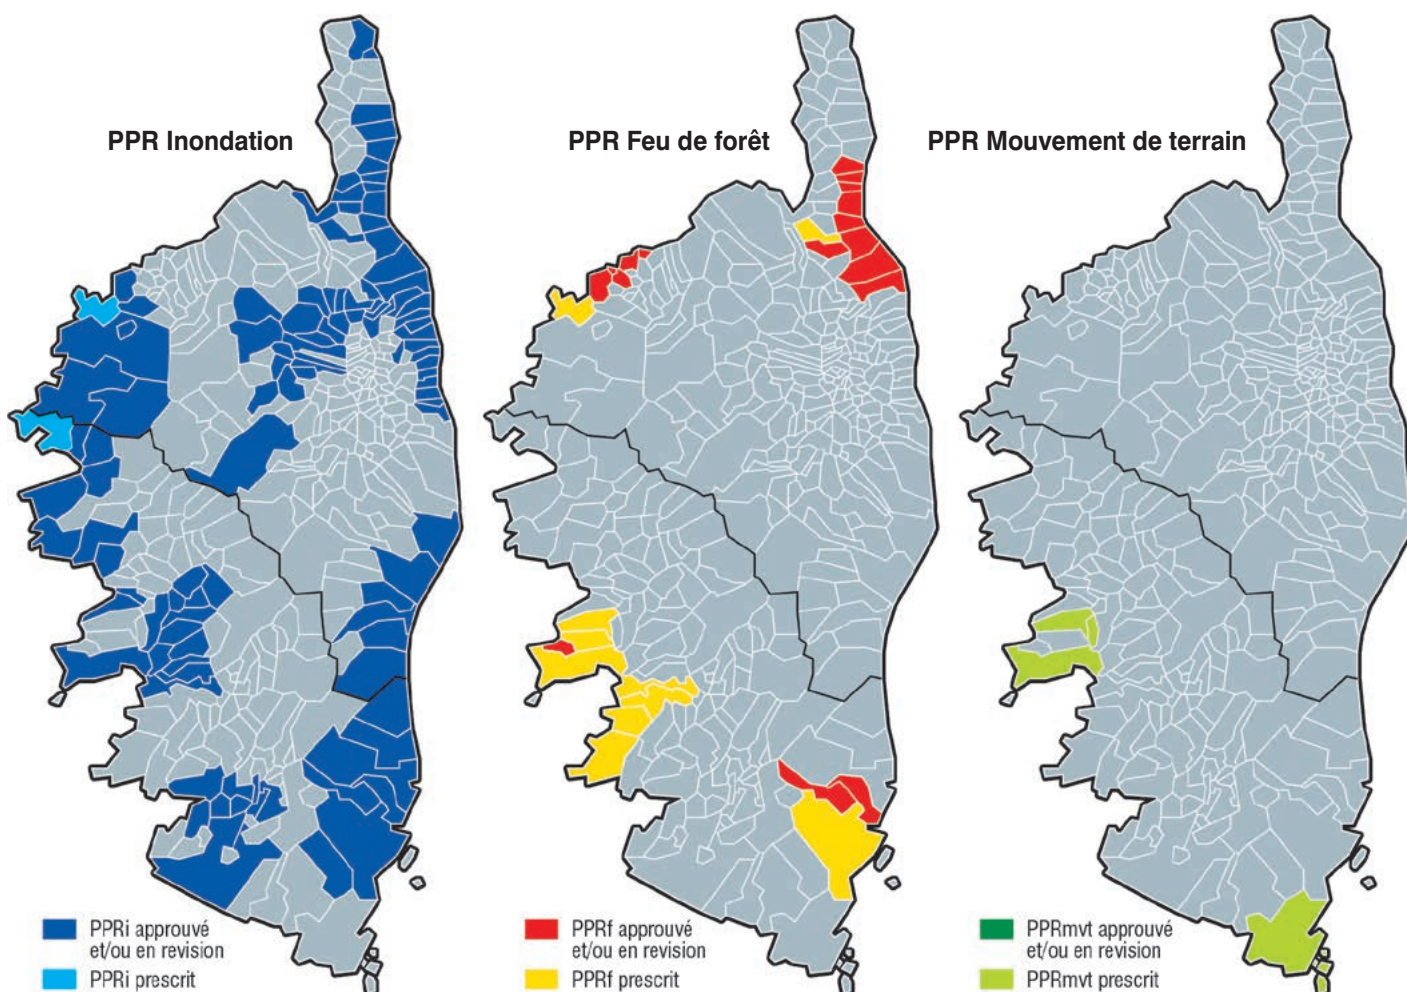 PPR Inondation
PPR Feu de forêt
PPR Mouvement de terrain
PPRi approuvé
et/ou en revision
PPRi prescrit
PPRf approuvé
et/ou en revision
PPRf prescrit
PPRmvt approuvé
et/ou en revision
PPRmvt prescrit